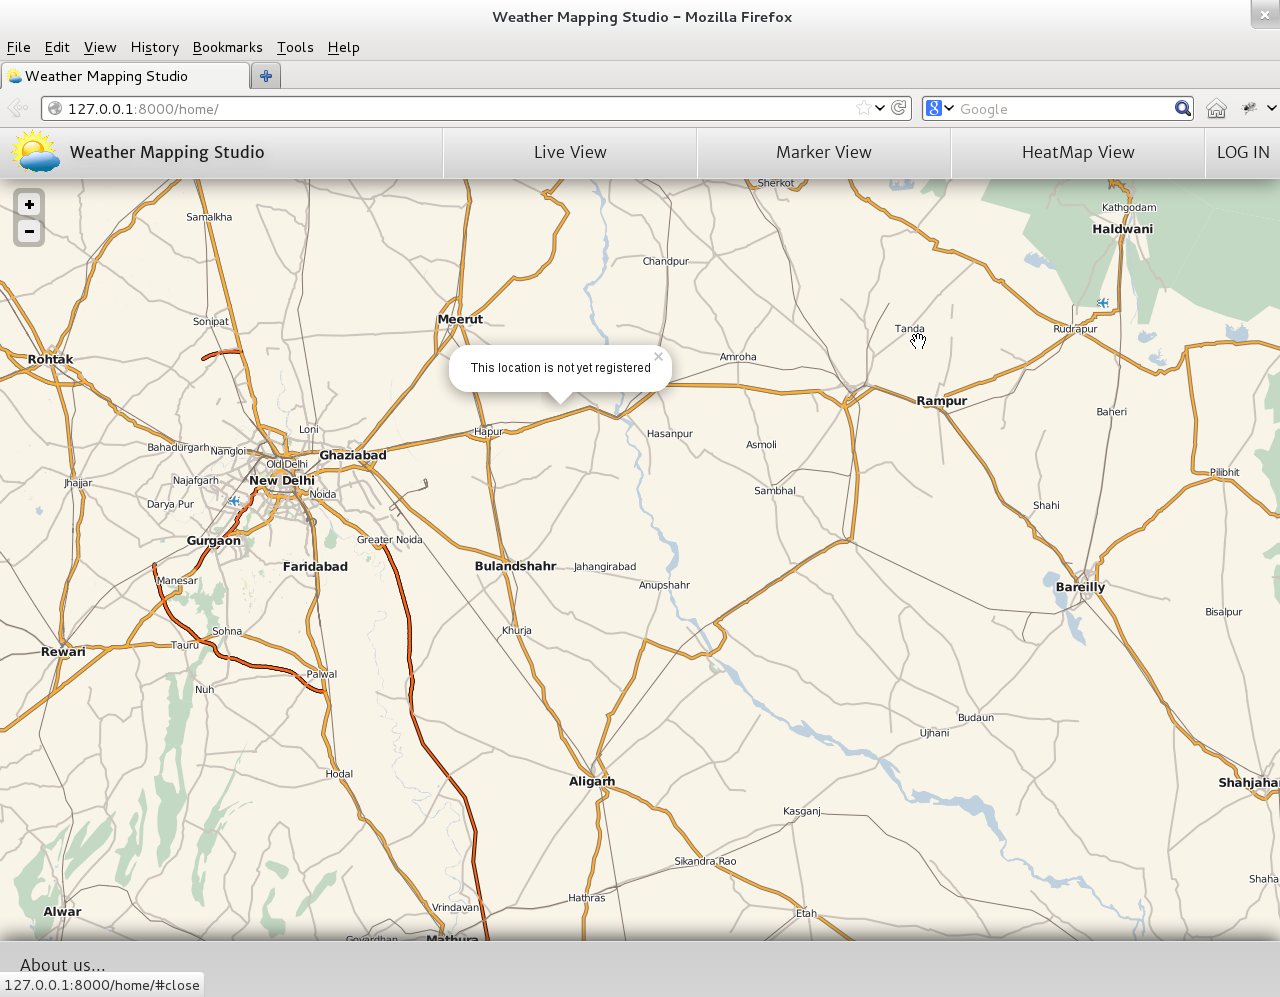 Weather Mapping Studio - Mozilla Firefox
File Edit View History Bookmarks Tools Help
Weather Mapping Studio
127.0.0.1:8000/home/
Google
Weather Mapping Studio
Live View
Marker View
HeatMap View
LOG IN
+
-
Sherkot
Kathgodam
Samalkha
Haldwani
Chandpur
Sonipat
Meerut
Tanda
Rudrapur
Rohtak
Amroha
This location is not yet registered
×
Rampur
Baheri
Loni
Hapur
Hasanpur
Bahadurgarh
Nangloi
Ghaziabad
Asmoli
Old Delhi
Pilibhit
Jhajjar
Najafgarh
New Delhi
Noida
Sambhal
Darya Pur
Shahi
Gurgaon
Greater Noida
Faridabad
Bulandshahr
Jahangirabad
Manesar
Anupshahr
Bareilly
Bisalpur
Sohna
Khurja
Tauru
Rewari
Palwal
Nuh
Budaun
Ujhani
Hodal
Aligarh
Shahjaha
Kasganj
Sikandra Rao
Shaha
Hathras
Vrindavan
Alwar
Etah
Govardhan
Mathura
About us...
127.0.0.1:8000/home/#close